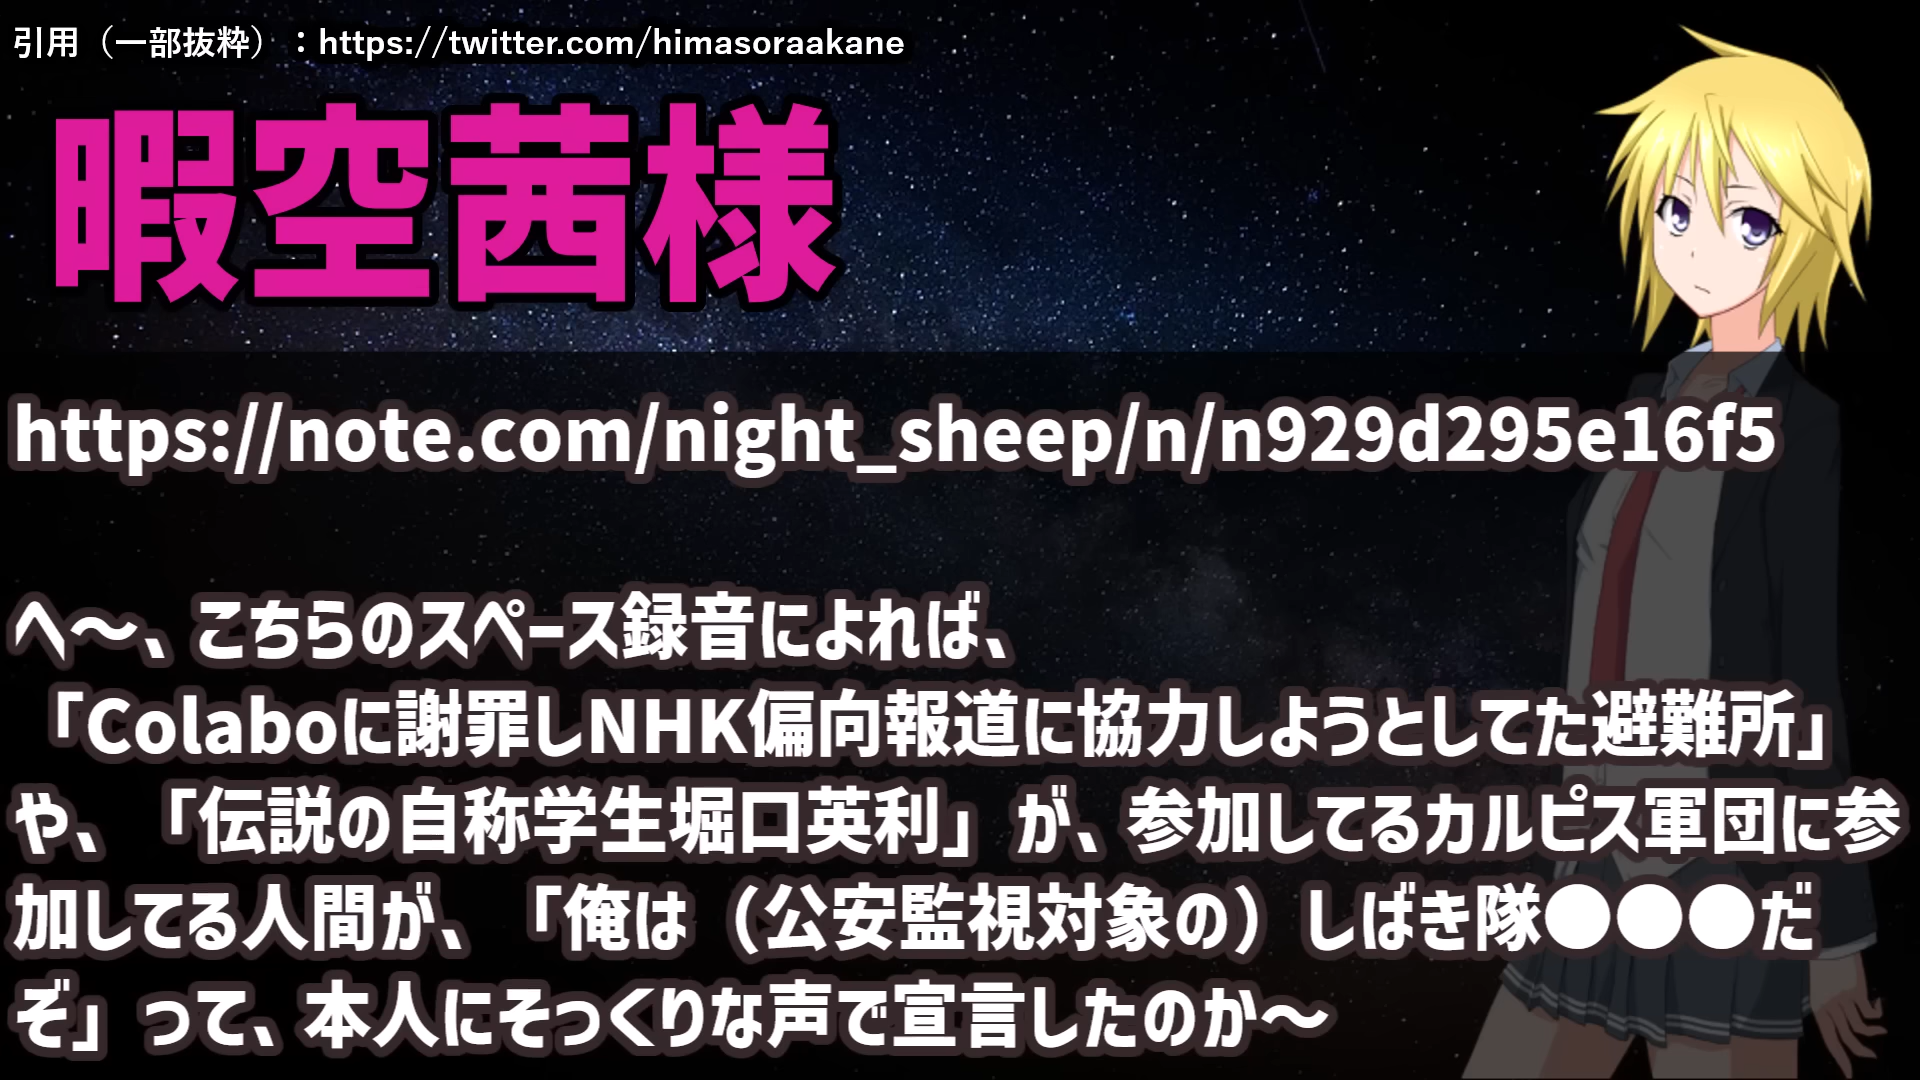 引用（一部抜粋）：https://twitter.com/himasoraakane
暇空茜様
https://note.com/night_sheep/n/n929d295e16f5
へ～、こちらのスペース録音によれば、
「Colaboに謝罪しNHK偏向報道に協力しようとしてた避難所」
や、「伝説の自称学生堀口英利」が、参加してるカルピス軍団に参
加してる人間が、「俺は（公安監視対象の）しばき隊●●●だ
ぞ」って、本人にそっくりな声で宣言したのか～